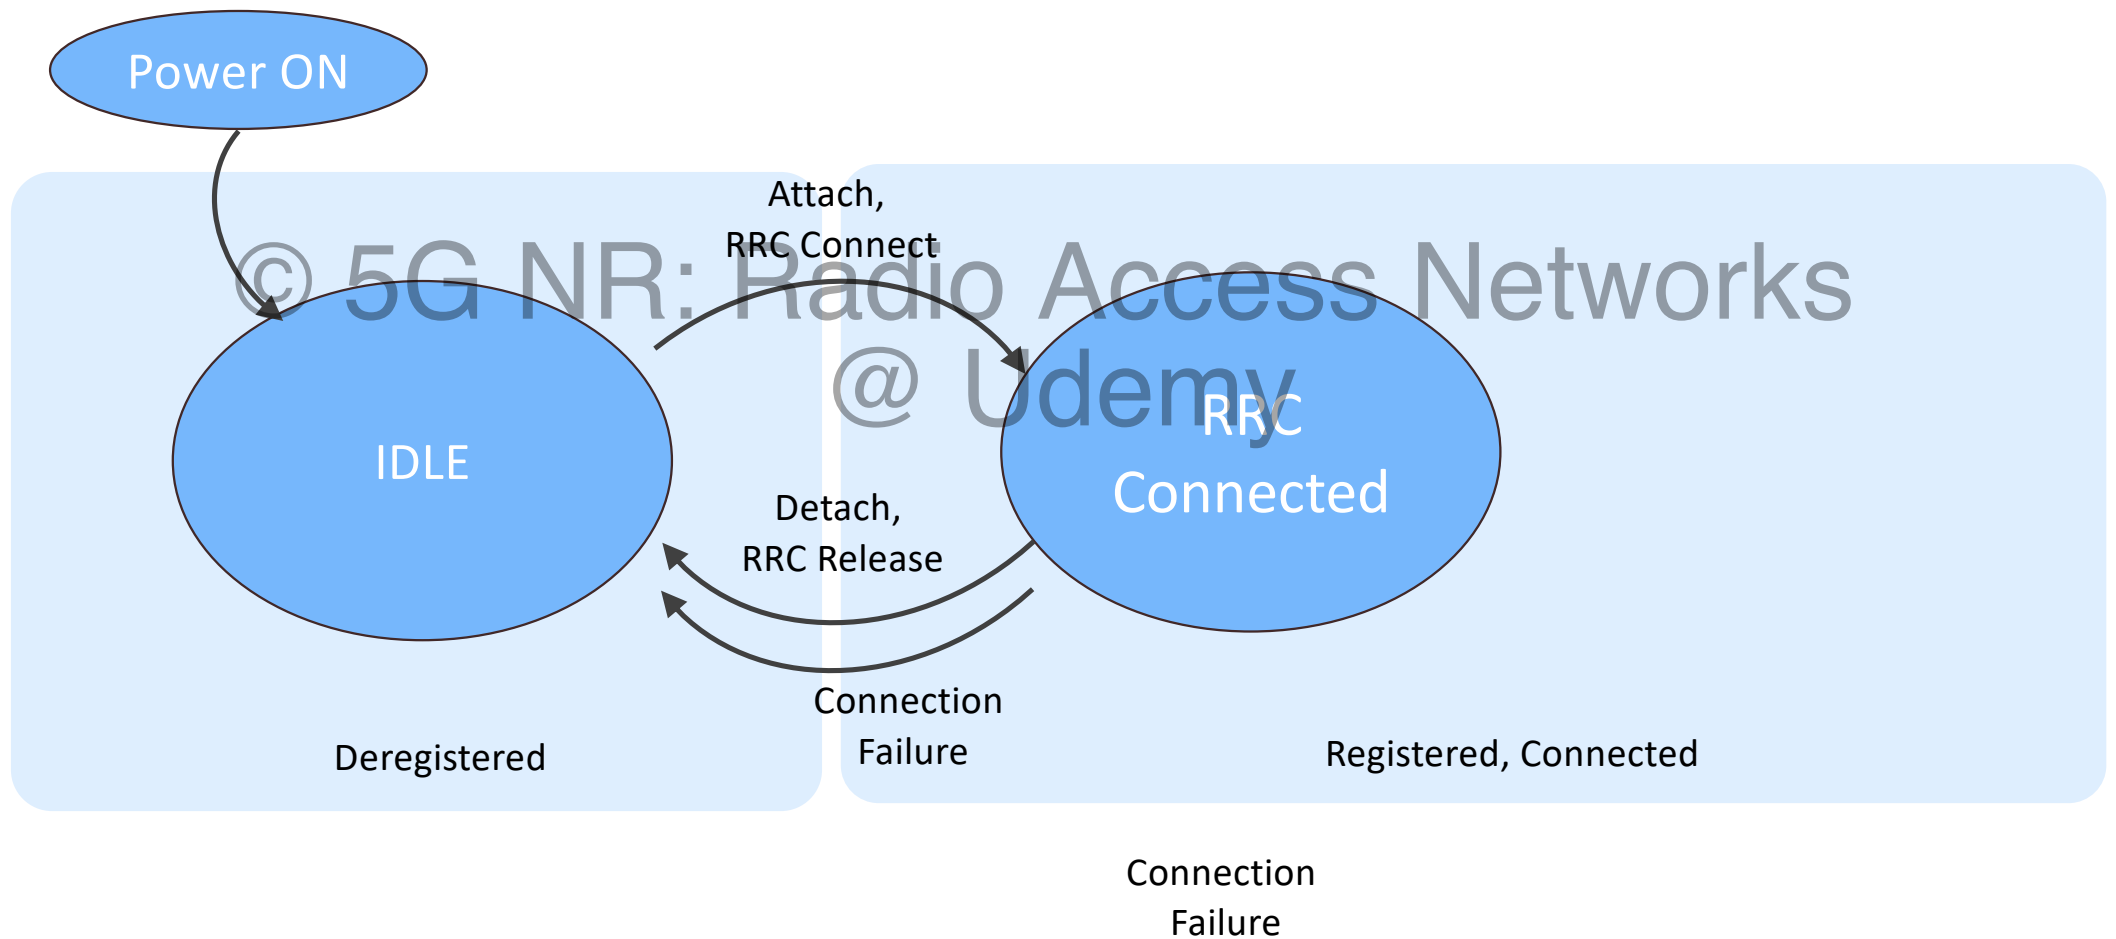 Power ON
Attach,
RRC Connect
© 5G NR: Radio Access Networks
@ Udemy
IDLE
RRC
Connected
Detach,
RRC Release
Connection
Failure
Deregistered
Registered, Connected
Connection
Failure